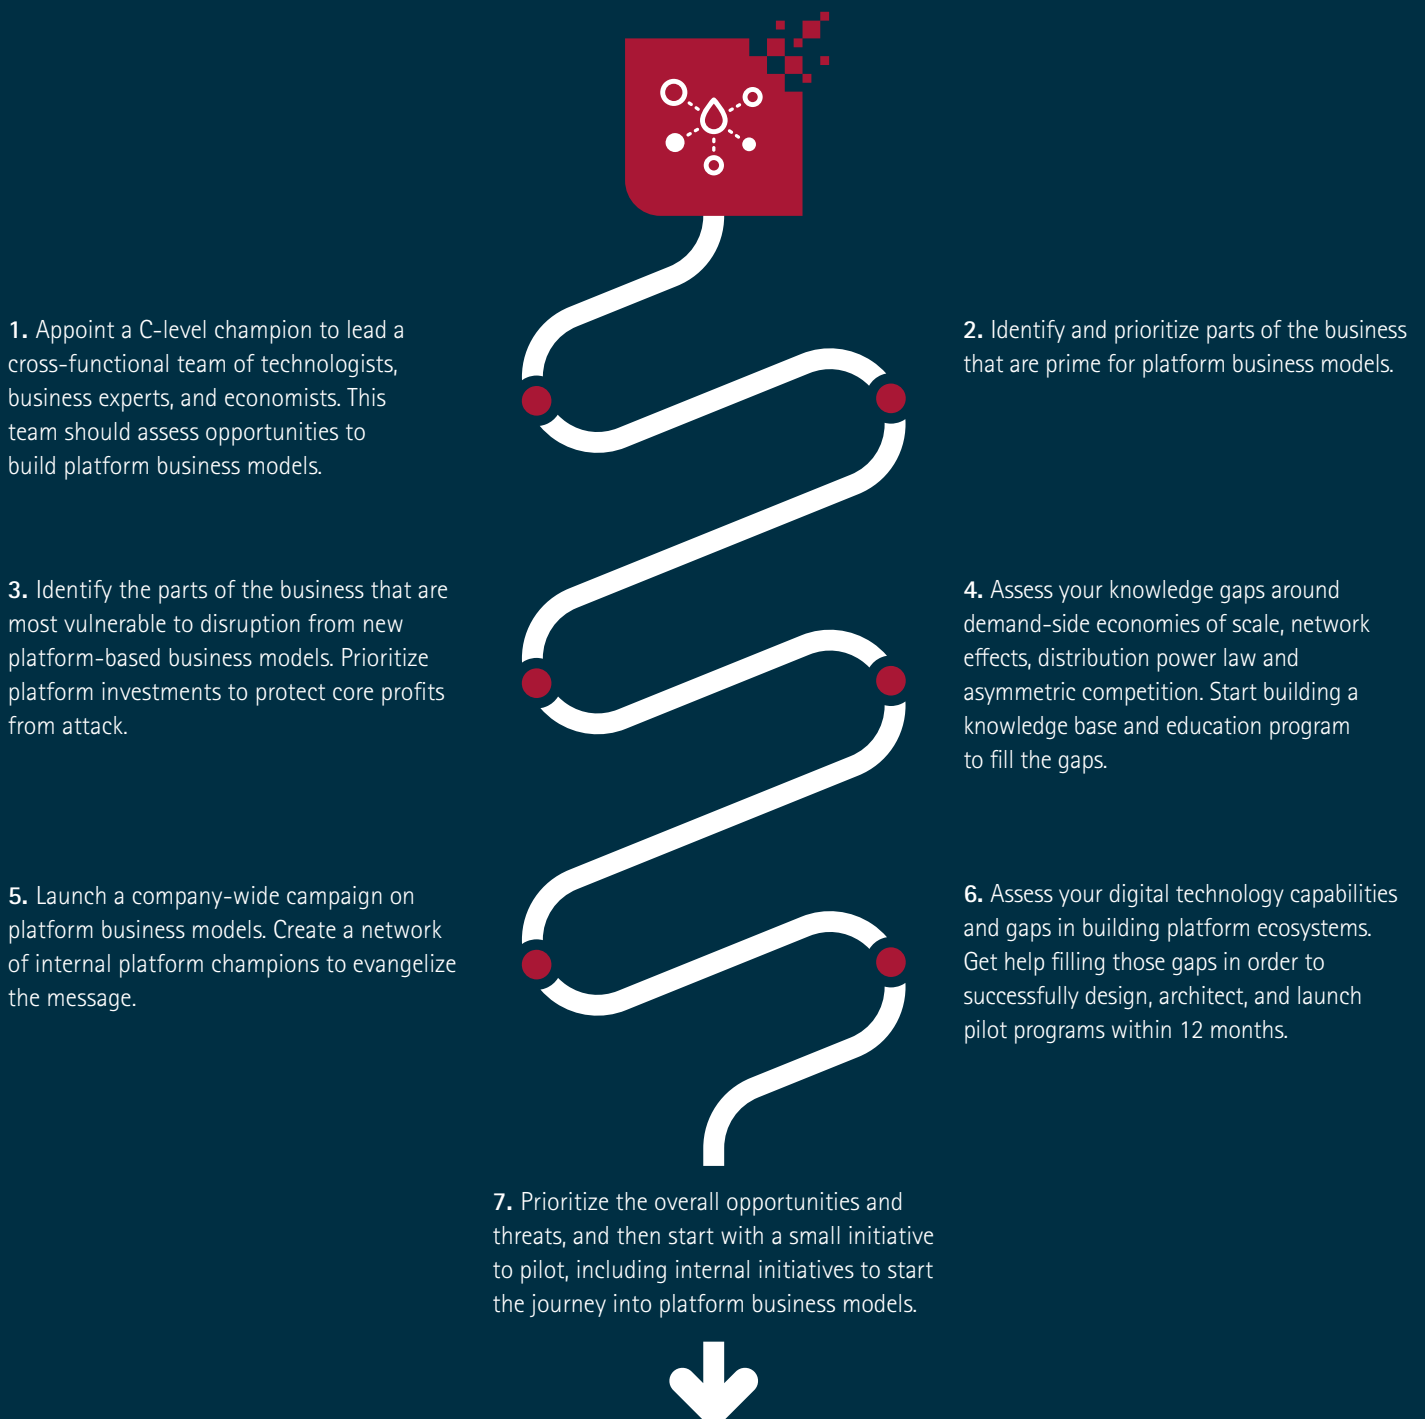 1. Appoint a C-level champion to lead a
cross-functional team of technologists,
business experts, and economists. This
team should assess opportunities to
build platform business models.
2. Identify and prioritize parts of the business
that are prime for platform business models.
3. Identify the parts of the business that are
most vulnerable to disruption from new
platform-based business models. Prioritize
platform investments to protect core profits
from attack.
4. Assess your knowledge gaps around
demand-side economies of scale, network
effects, distribution power law and
asymmetric competition. Start building a
knowledge base and education program
to fill the gaps.
5. Launch a company-wide campaign on
platform business models. Create a network
of internal platform champions to evangelize
the message.
6. Assess your digital technology capabilities
and gaps in building platform ecosystems.
Get help filling those gaps in order to
successfully design, architect, and launch
pilot programs within 12 months.
7. Prioritize the overall opportunities and
threats, and then start with a small initiative
to pilot, including internal initiatives to start
the journey into platform business models.